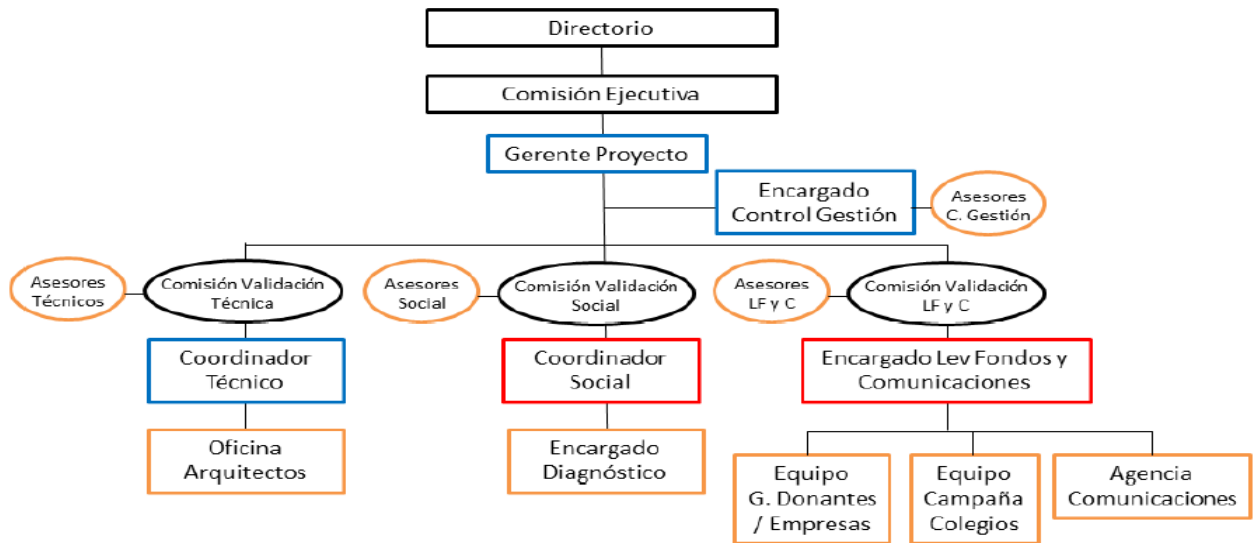 Directorio
Comisión Ejecutiva
Gerente Proyecto
Encargado
Control Gestión
Asesores
C. Gestión
Asesores
Técnicos
Comisión Validación
Técnica
Asesores
Social
Comisión Validación
Social
Asesores
LF y C
Comisión Validación
LF y C
Coordinador
Técnico
Coordinador
Social
Encargado Lev Fondos y
Comunicaciones
Oficina
Arquitectos
Encargado
Diagnóstico
Equipo
G. Donantes
/ Empresas
Equipo
Campaña
Colegios
Agencia
Comunicaciones